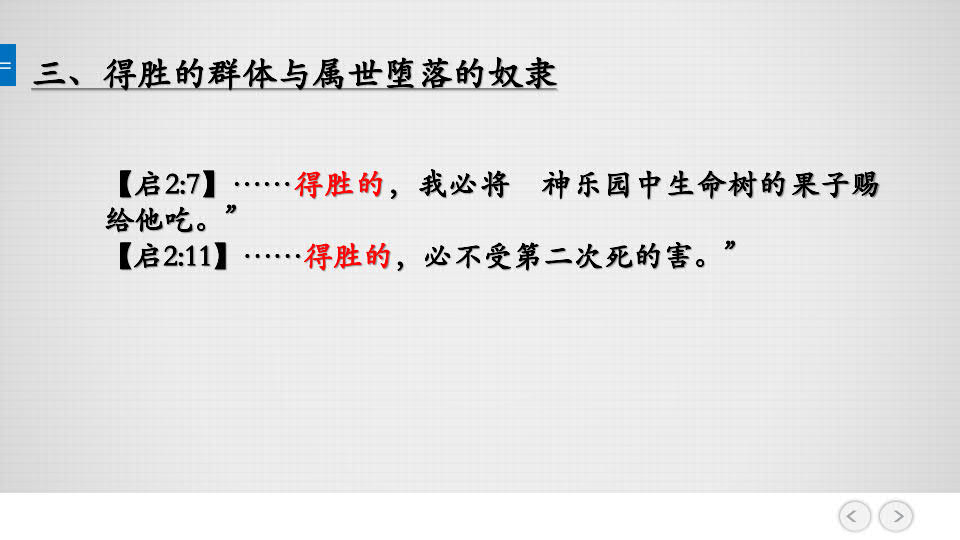 三、得胜的群体与属世堕落的奴隶
【启2:7】……得胜的，我必将　神乐园中生命树的果子赐
给他吃。”
【启2:11】……得胜的，必不受第二次死的害。”